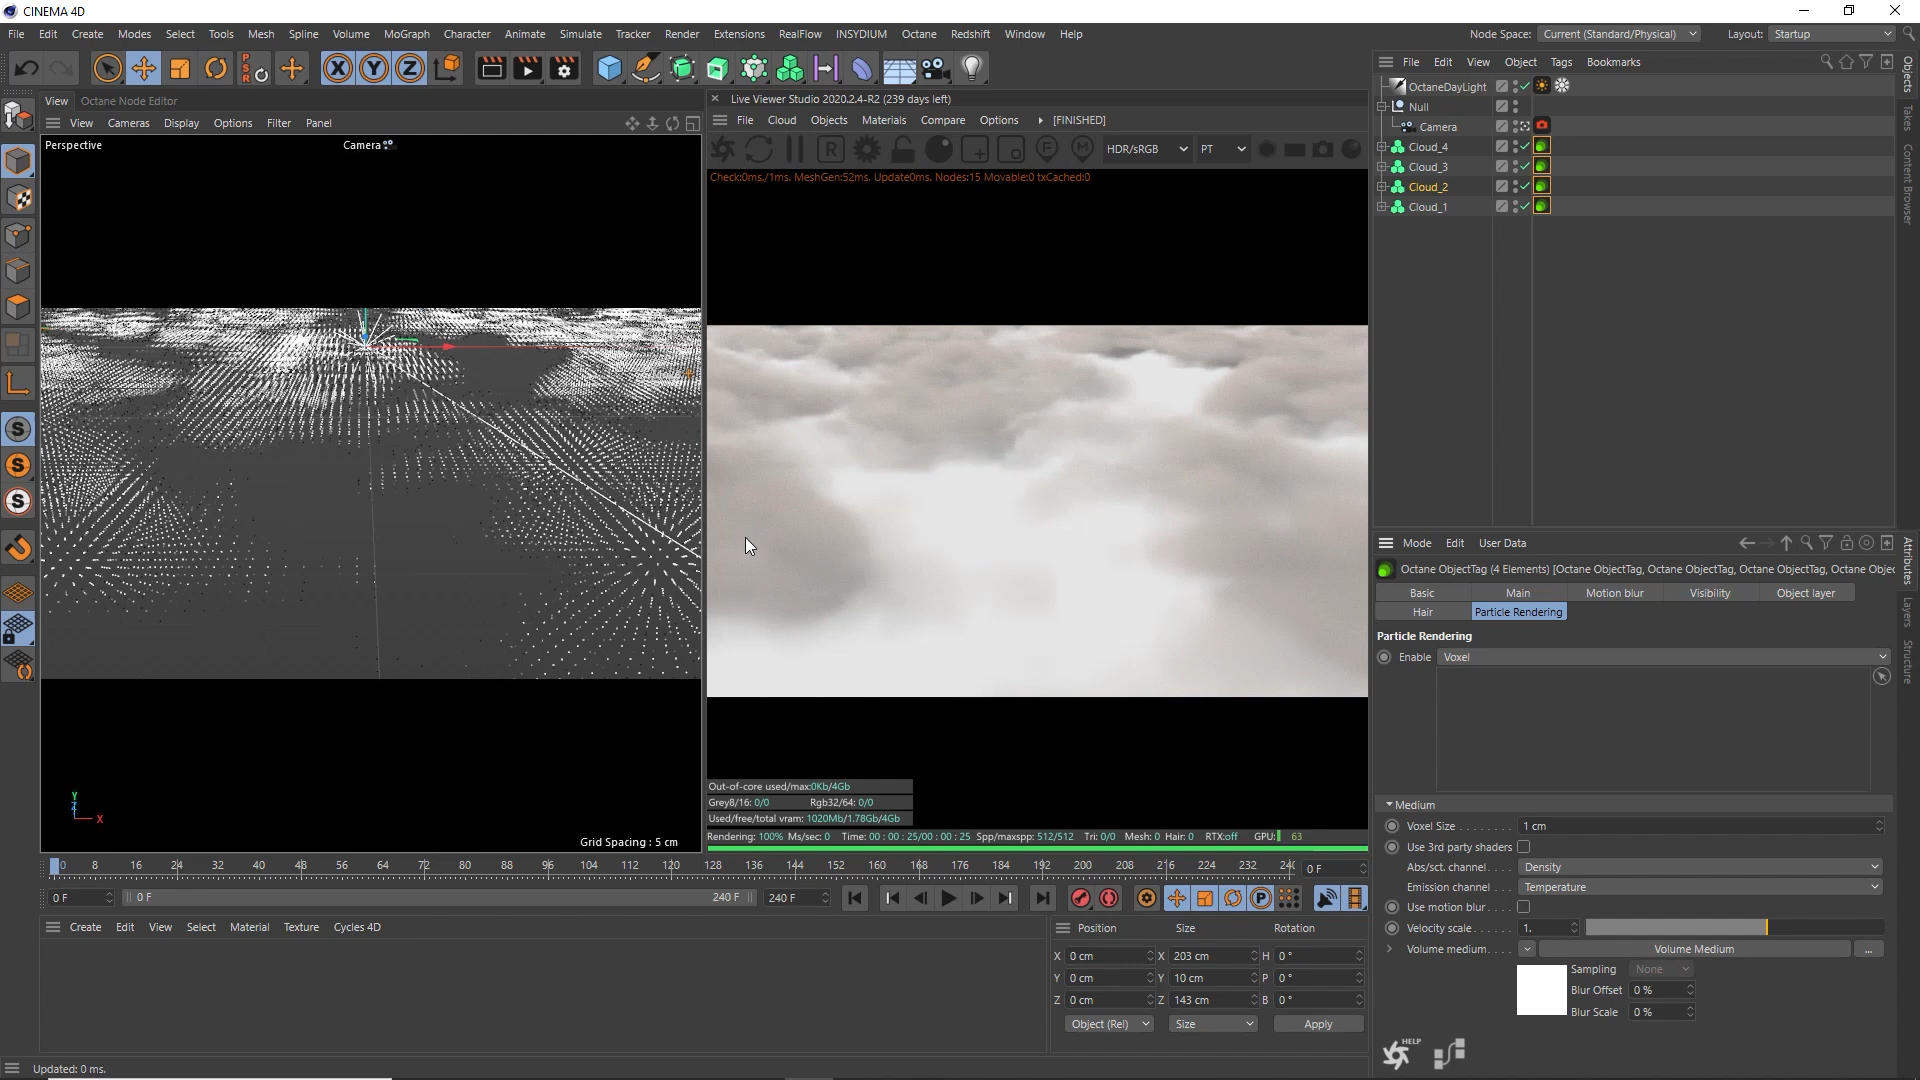 CINEMA 4D
File Edit Create Modes Select Tools Mesh Spline Volume MoGraph Character Animate Simulate Tracker Render Extensions RealFlow INSYDIUM Octane Redshift Window Help
Node Space: Current (Standard/Physical) Layout: Startup
PSR X Y Z
File Edit View Object Tags Bookmarks
View Octane Node Editor
Live Viewer Studio 2020.2.4-R2 (239 days left)
View Cameras Display Options Filter Panel
File Cloud Objects Materials Compare Options [FINISHED]
Perspective
Camera
HDR/sRGB PT
Check:0ms./1ms. MeshGen:52ms. Update0ms. Nodes:15 Movable:0 txCached:0
OctaneDayLight
Null
Camera
Cloud_4
Cloud_3
Cloud_2
Cloud_1
Objects
Takes
Content Browser
Attributes
Layers
Structure
Mode Edit User Data
Octane ObjectTag (4 Elements) [Octane ObjectTag, Octane ObjectTag, Octane ObjectTag, Octane Objec
Basic Main Motion blur Visibility Object layer
Hair Particle Rendering
Particle Rendering
Enable Voxel
Medium
Voxel Size . . . . . . . 1 cm
Use 3rd party shaders
Abs/sct. channel . . . . Density
Emission channel . . . . Temperature
Use motion blur . . . .
Velocity scale . . . . . . 1.
Volume medium. . . . Volume Medium ...
Sampling None
Blur Offset 0 %
Blur Scale 0 %
HELP
Y
Z
X
Grid Spacing : 5 cm
Out-of-core used/max:0Kb/4Gb
Grey8/16: 0/0 Rgb32/64: 0/0
Used/free/total vram: 1020Mb/1.78Gb/4Gb
Rendering: 100% Ms/sec: 0 Time: 00 : 00 : 25/00 : 00 : 25 Spp/maxspp: 512/512 Tri: 0/0 Mesh: 0 Hair: 0 RTX:off GPU: 63
0 8 16 24 32 40 48 56 64 72 80 88 96 104 112 120 128 136 144 152 160 168 176 184 192 200 208 216 224 232 24 0 F
0 F 0 F 240 F 240 F
P
Create Edit View Select Material Texture Cycles 4D
Position Size Rotation
X 0 cm X 203 cm H 0 °
Y 0 cm Y 10 cm P 0 °
Z 0 cm Z 143 cm B 0 °
Object (Rel) Size Apply
Updated: 0 ms.